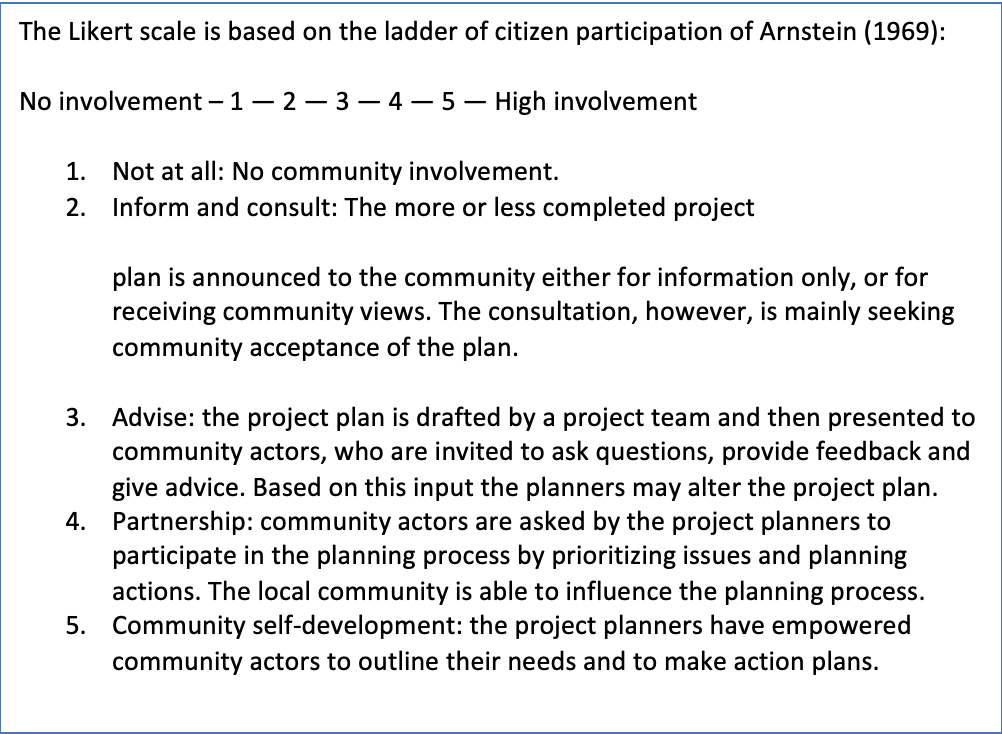 The Likert scale is based on the ladder of citizen participation of Arnstein (1969):
No involvement – 1 — 2 — 3 — 4 — 5 — High involvement
1. Not at all: No community involvement.
2. Inform and consult: The more or less completed project
plan is announced to the community either for information only, or for
receiving community views. The consultation, however, is mainly seeking
community acceptance of the plan.
3. Advise: the project plan is drafted by a project team and then presented to
community actors, who are invited to ask questions, provide feedback and
give advice. Based on this input the planners may alter the project plan.
4. Partnership: community actors are asked by the project planners to
participate in the planning process by prioritizing issues and planning
actions. The local community is able to influence the planning process.
5. Community self-development: the project planners have empowered
community actors to outline their needs and to make action plans.